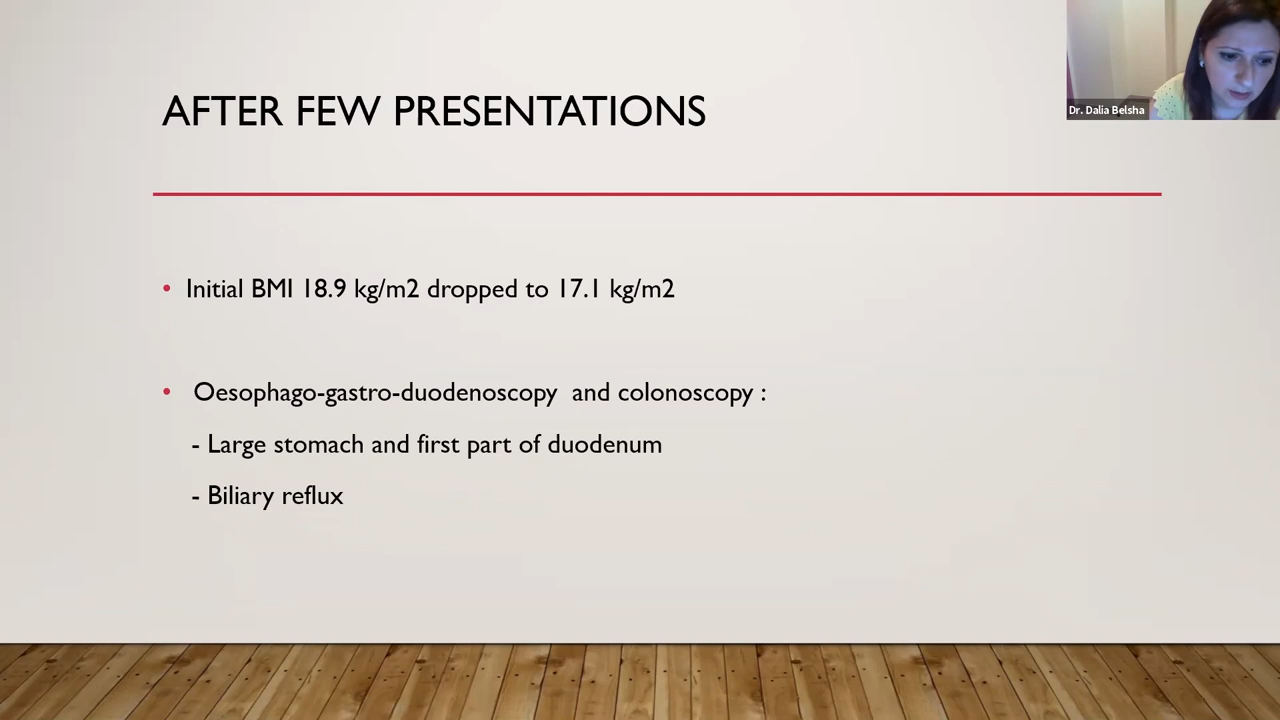 AFTER FEW PRESENTATIONS
Dr. Dalia Belsha
• Initial BMI 18.9 kg/m2 dropped to 17.1 kg/m2
• Oesophago-gastro-duodenoscopy and colonoscopy :
- Large stomach and first part of duodenum
- Biliary reflux